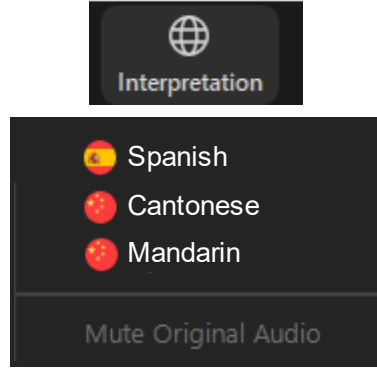 Interpretation
Spanish
Cantonese
Mandarin
Mute Original Audio